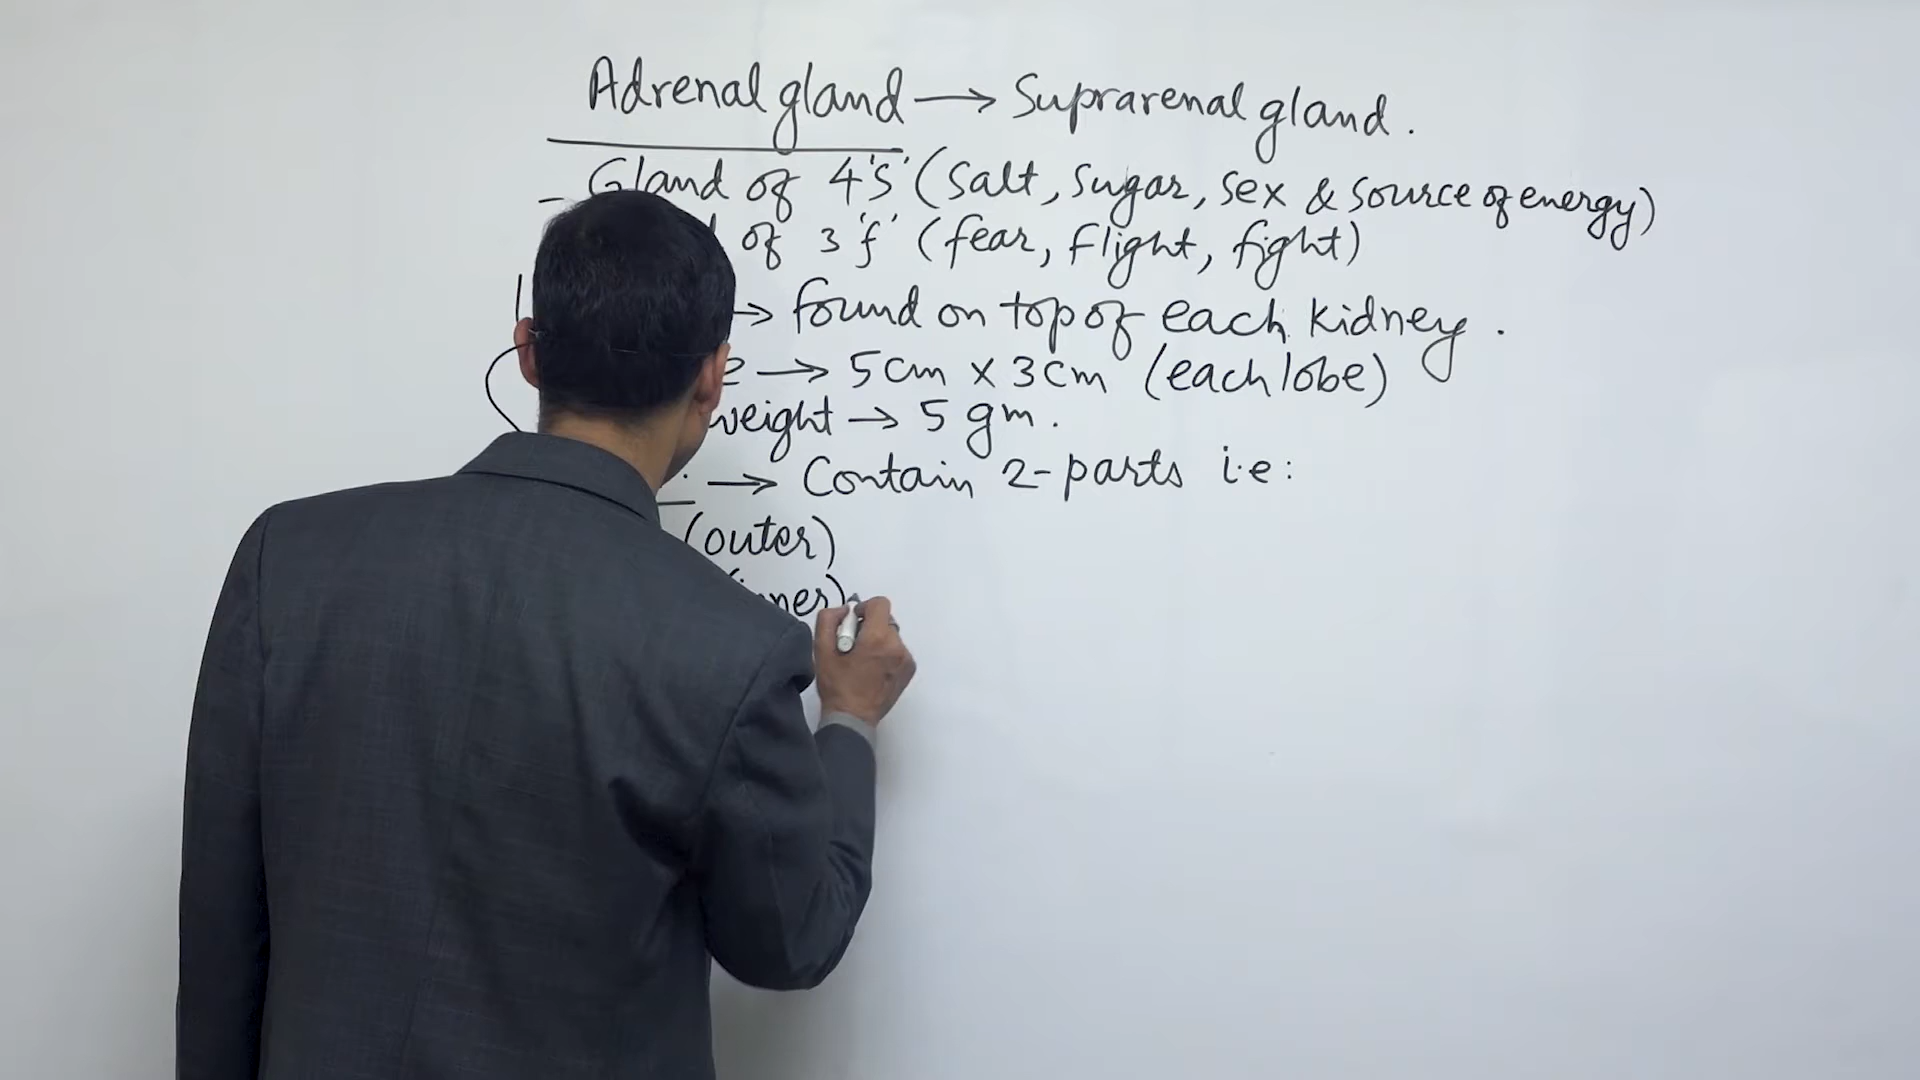 Adrenal gland → Suprarenal gland.
- Gland of 4'S' (Salt, Sugar, Sex & Source of energy)
of 3 'f' (fear, Flight, fight)
→ found on top of each kidney.
→ 5cm x 3cm (each lobe)
weight → 5 gm.
→ Contain 2-parts i.e:
(outer)
(inner)